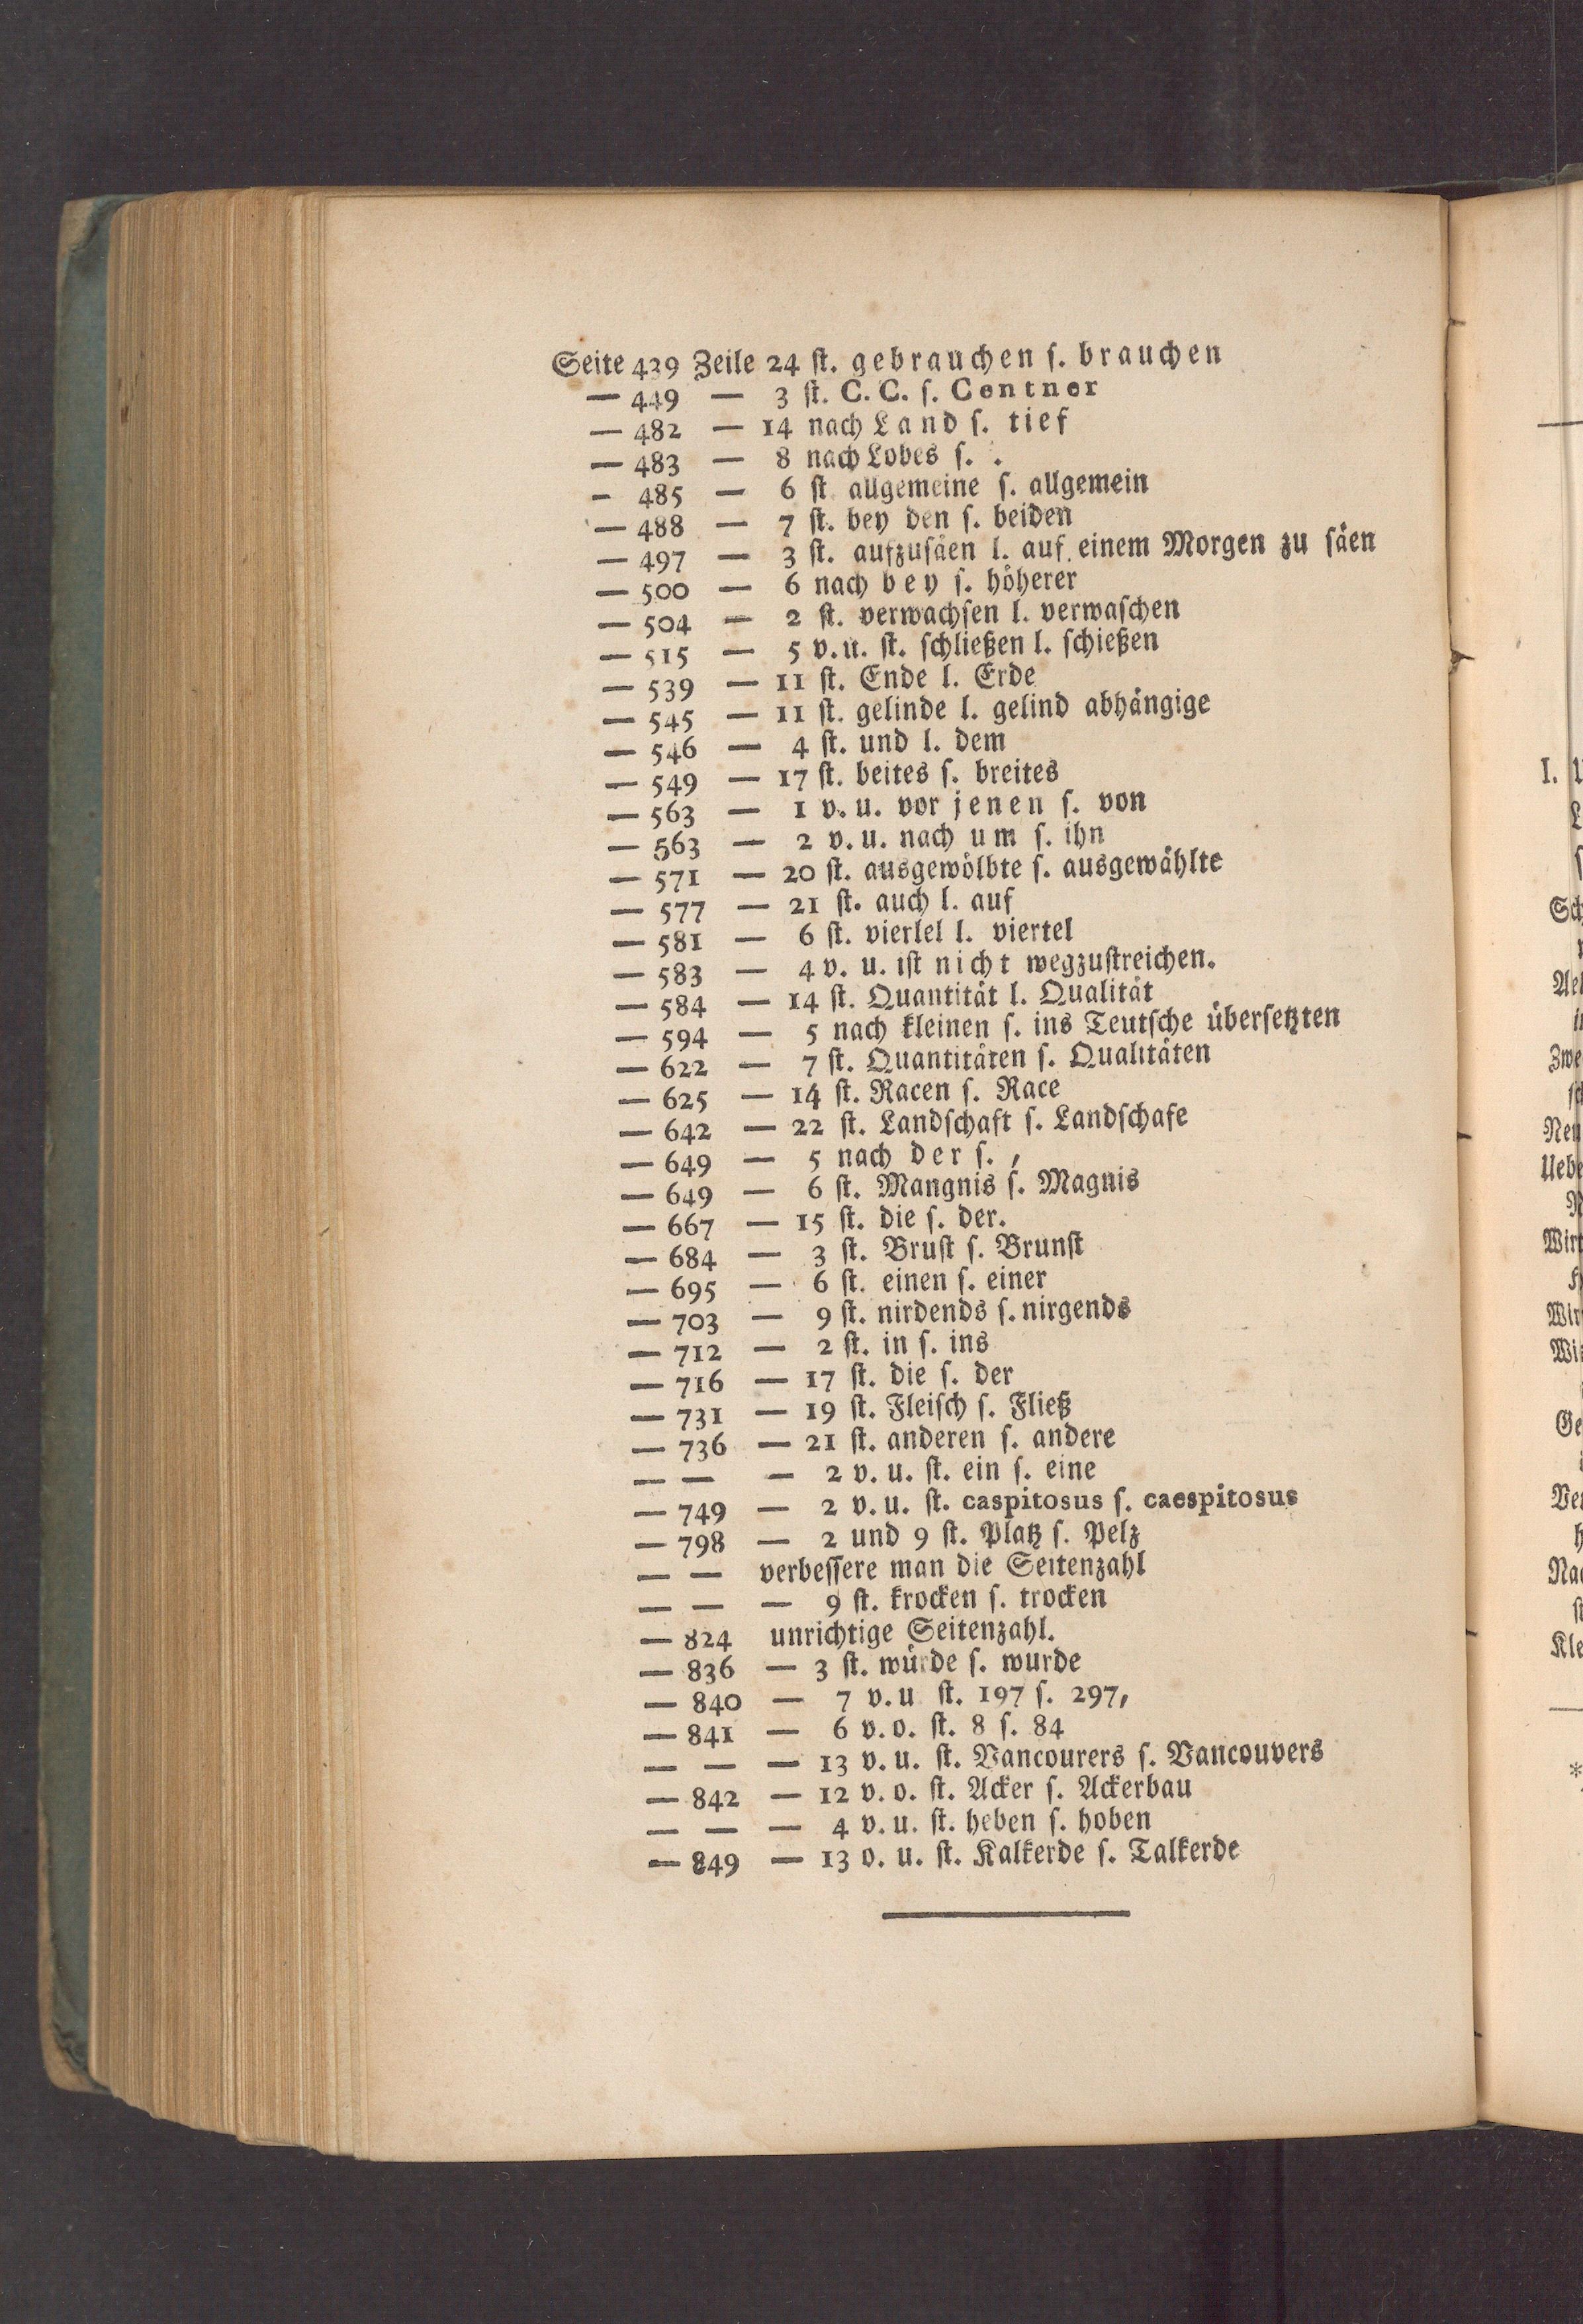 Seite 439 Zeile 24 ſt. gebrauchen ſ. brauchen
— 449 — 3 ſt. C. C. ſ. Centner
— 482 — 14 nach Land ſ. tief
— 483 — 8 nach Lobes ſ. .
– 485 — 6 ſt allgemeine ſ. allgemein
— 488 — 7 ſt. bey den ſ. beiden
— 497 — 3 ſt. aufzuſäen l. auf einem Morgen zu ſäen
— 500 — 6 nach bey ſ. höherer
— 504 — 2 ſt. verwachſen l. verwaſchen
— 515 — 5 v. u. ſt. ſchließen l. ſchießen
— 539 — 11 ſt. Ende l. Erde
— 545 — 11 ſt. gelinde l. gelind abhängige
— 546 — 4 ſt. und l. dem
— 549 — 17 ſt. beites ſ. breites
— 563 — 1 v. u. vor jenen ſ. von
— 563 — 2 v. u. nach um ſ. ihn
— 571 — 20 ſt. ausgewölbte ſ. ausgewählte
— 577 — 21 ſt. auch l. auf
— 581 — 6 ſt. vierlel l. viertel
— 583 — 4 v. u. iſt nicht wegzuſtreichen.
— 584 — 14 ſt. Quantität l. Qualität
— 594 — 5 nach kleinen ſ. ins Teutſche überſetzten
— 622 — 7 ſt. Quantitäten ſ. Qualitäten
— 625 — 14 ſt. Racen ſ. Race
— 642 — 22 ſt. Landſchaft ſ. Landſchafe
— 649 — 5 nach der ſ. ,
— 649 — 6 ſt. Mangnis ſ. Magnis
— 667 — 15 ſt. die ſ. der.
— 684 — 3 ſt. Bruſt ſ. Brunſt
— 695 — 6 ſt. einen ſ. einer
— 703 — 9 ſt. nirdends ſ. nirgends
— 712 — 2 ſt. in ſ. ins
— 716 — 17 ſt. die ſ. der
— 731 — 19 ſt. Fleiſch ſ. Fließ
— 736 — 21 ſt. anderen ſ. andere
— — — 2 v. u. ſt. ein ſ. eine
— 749 — 2 v. u. ſt. caspitosus ſ. caespitosus
— 798 — 2 und 9 ſt. Platz ſ. Pelz
— — verbeſſere man die Seitenzahl
— — — 9 ſt. krocken ſ. trocken
— 824 unrichtige Seitenzahl.
— 836 — 3 ſt. würde ſ. wurde
— 840 — 7 v. u ſt. 197 ſ. 297,
— 841 — 6 v. o. ſt. 8 ſ. 84
— — — 13 v. u. ſt. Vancourers ſ. Vancouvers
— 842 — 12 v. o. ſt. Acker ſ. Ackerbau
— — — 4 v. u. ſt. heben ſ. hoben
— 849 — 13 o. u. ſt. Kalkerde ſ. Talkerde